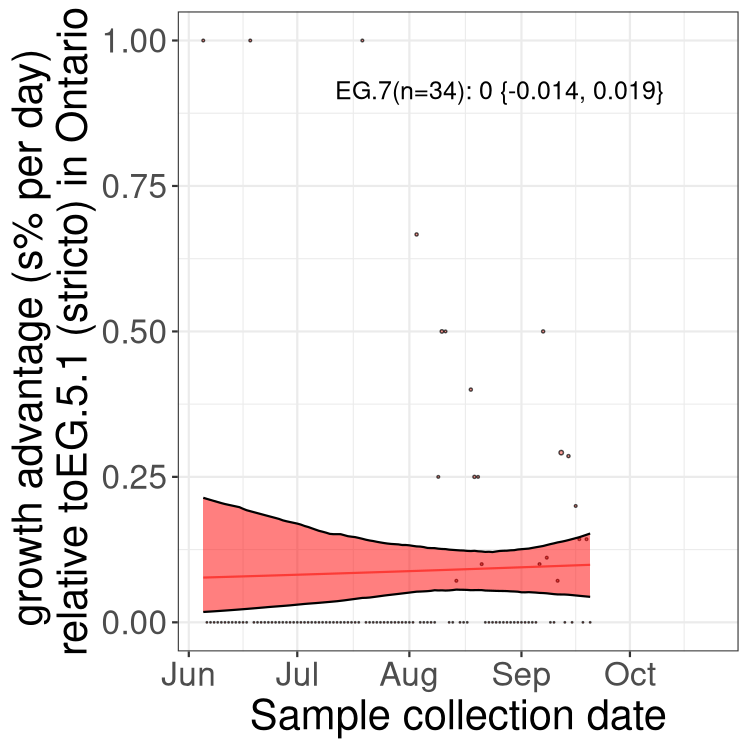 growth advantage (s% per day)
relative toEG.5.1 (stricto) in Ontario
1.00
0.75
0.50
0.25
0.00
EG.7(n=34): 0 {-0.014, 0.019}
Jun Jul Aug Sep Oct
Sample collection date